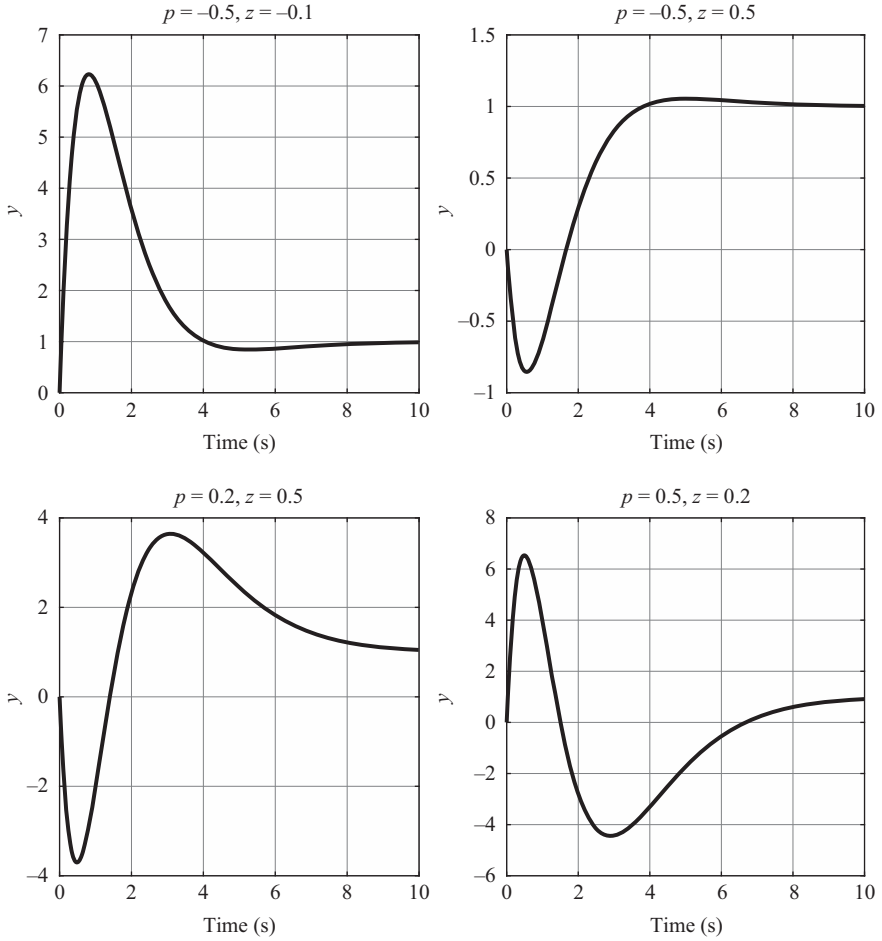 p = –0.5, z = –0.1
7
6
5
4
3
2
1
0
y
0 2 4 6 8 10
Time (s)
p = –0.5, z = 0.5
1.5
1
0.5
0
–0.5
–1
y
0 2 4 6 8 10
Time (s)
p = 0.2, z = 0.5
4
2
0
–2
–4
y
0 2 4 6 8 10
Time (s)
p = 0.5, z = 0.2
8
6
4
2
0
–2
–4
–6
y
0 2 4 6 8 10
Time (s)